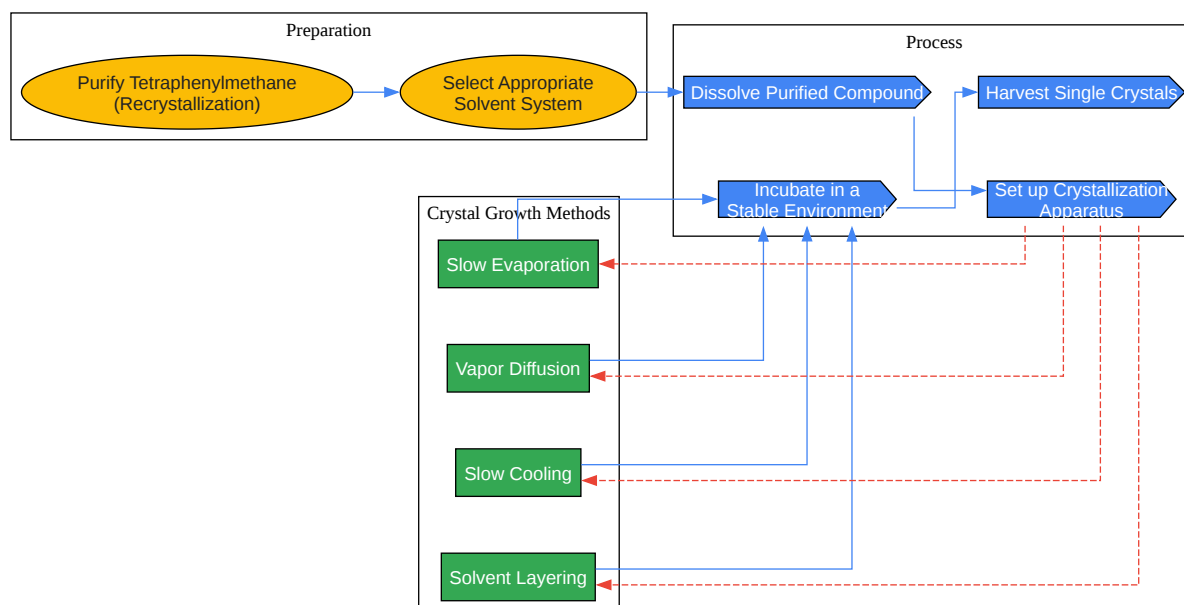 Preparation
Purify Tetraphenylmethane
(Recrystallization)
Select Appropriate
Solvent System
Process
Dissolve Purified Compound
Harvest Single Crystals
Incubate in a
Stable Environment
Set up Crystallization
Apparatus
Crystal Growth Methods
Slow Evaporation
Vapor Diffusion
Slow Cooling
Solvent Layering